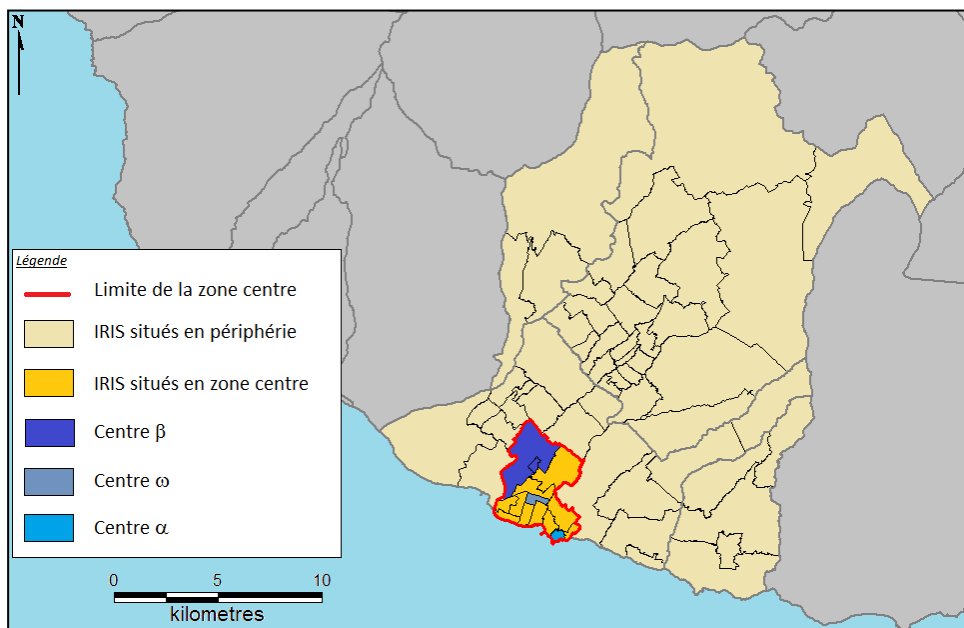 N
Légende
Limite de la zone centre
IRIS situés en périphérie
IRIS situés en zone centre
Centre β
Centre ω
Centre α
0 5 10
kilometres